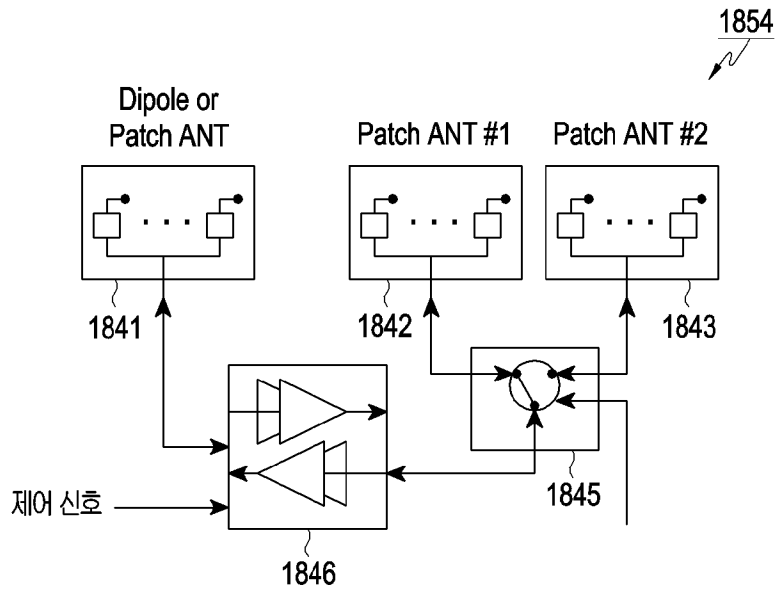 1854
Dipole or
Patch ANT
Patch ANT #1
Patch ANT #2
1841
1842
1843
1845
제어 신호
1846